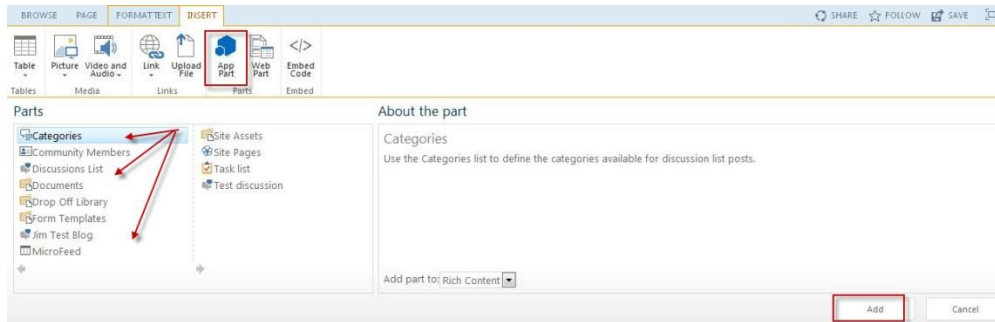 BROWSE PAGE FORMAT TEXT INSERT SHARE FOLLOW SAVE
Table Picture Video and Audio Link Upload File App Part Web Part Embed Code
Tables Media Links Parts Embed
Parts
Categories
Community Members
Discussions List
Documents
Drop Off Library
Form Templates
Jim Test Blog
MicroFeed
Site Assets
Site Pages
Task list
Test discussion
About the part
Categories
Use the Categories list to define the categories available for discussion list posts.
Add part to: Rich Content
Add Cancel